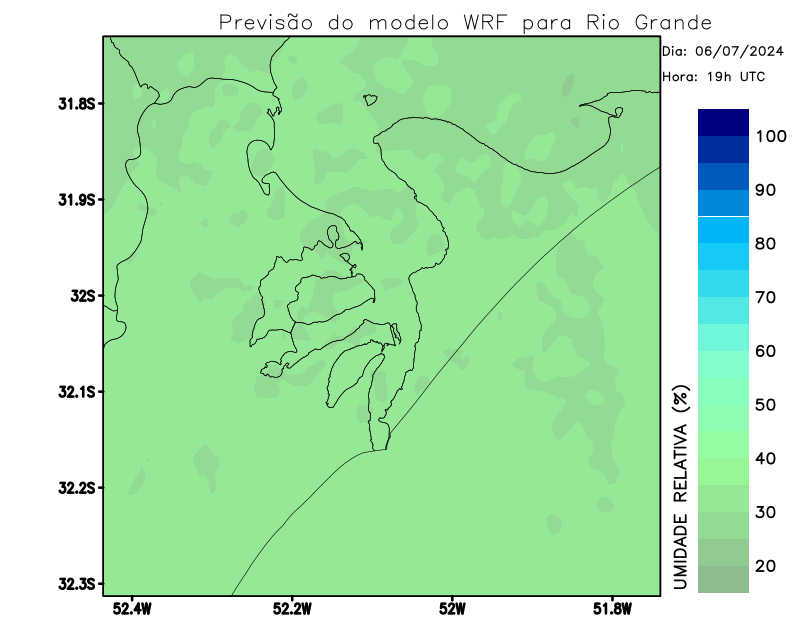 Previsão do modelo WRF para Rio Grande
Dia: 06/07/2024
Hora: 19h UTC
31.8S
31.9S
32S
32.1S
32.2S
32.3S
52.4W
52.2W
52W
51.8W
UMIDADE RELATIVA (%)
100
90
80
70
60
50
40
30
20